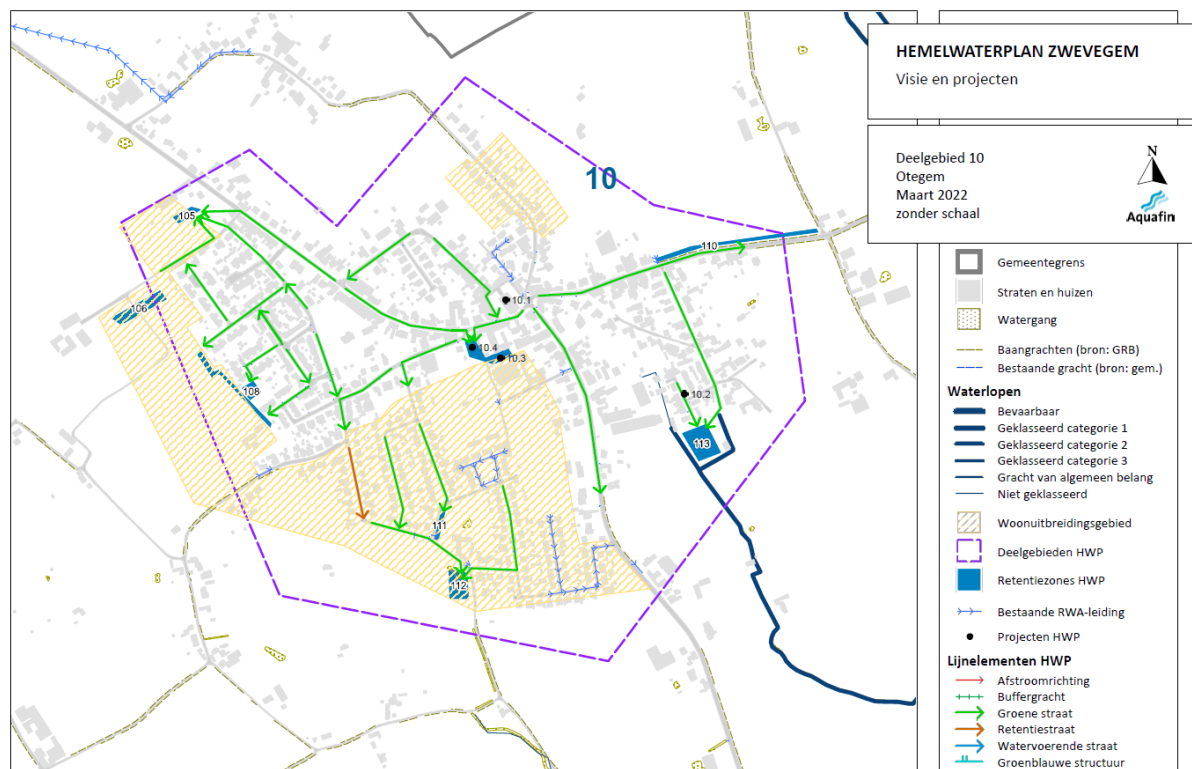 HEMELWATERPLAN ZWEVEGEM
Visie en projecten
Deelgebied 10
Otegem
Maart 2022
zonder schaal
N
Aquafin
Gemeentegrens
Straten en huizen
Watergang
Baangrachten (bron: GRB)
Bestaande gracht (bron: gem.)
Waterlopen
Bevaarbaar
Geklasseerd categorie 1
Geklasseerd categorie 2
Geklasseerd categorie 3
Gracht van algemeen belang
Niet geklasseerd
Woonuitbreidingsgebied
Deelgebieden HWP
Retentiezones HWP
Bestaande RWA-leiding
Projecten HWP
Lijnelementen HWP
Afstroomrichting
Buffergracht
Groene straat
Retentiestraat
Watervoerende straat
Groenblauwe structuur
10
105
110
106
10.1
10.4
10.3
108
10.2
113
111
112